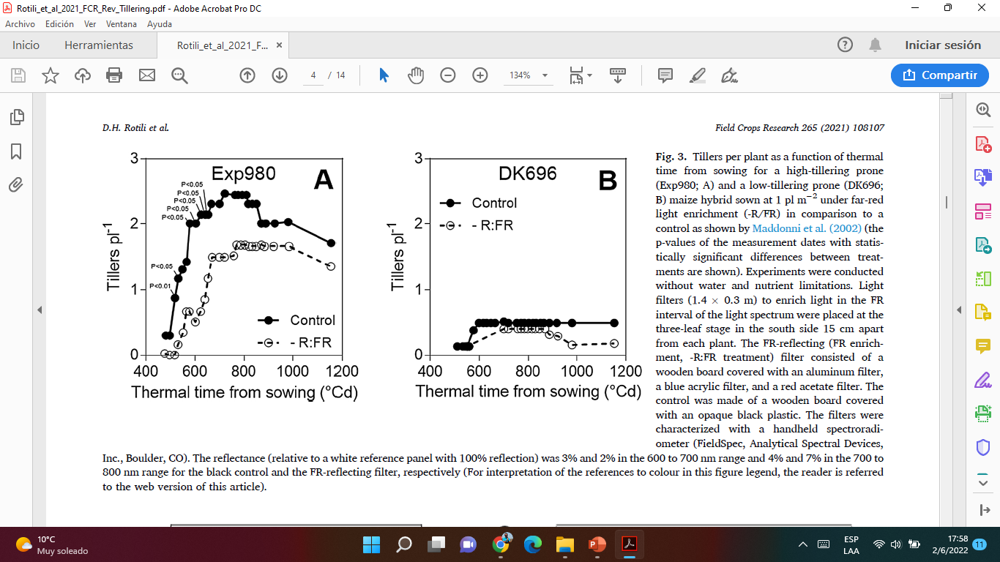 Rotili_et_al_2021_FCR_Rev_Tillering.pdf - Adobe Acrobat Pro DC
Archivo Edición Ver Ventana Ayuda
Inicio Herramientas Rotili_et_al_2021_F... × Iniciar sesión
4 / 14 134% Compartir
D.H. Rotili et al. Field Crops Research 265 (2021) 108107
3
2
1
0
Tillers pl-1
Exp980
A
P<0.05
P<0.05
P<0.05
P<0.05
P<0.05
P<0.05
P<0.01
Control
- R:FR
400 600 800 1000 1200
Thermal time from sowing (°Cd)
3
2
1
0
Tillers pl-1
DK696
B
Control
- R:FR
400 600 800 1000 1200
Thermal time from sowing (°Cd)
Fig. 3. Tillers per plant as a function of thermal
time from sowing for a high-tillering prone
(Exp980; A) and a low-tillering prone (DK696;
B) maize hybrid sown at 1 pl m−2 under far-red
light enrichment (-R/FR) in comparison to a
control as shown by Maddonni et al. (2002) (the
p-values of the measurement dates with statis-
tically significant differences between treat-
ments are shown). Experiments were conducted
without water and nutrient limitations. Light
filters (1.4 × 0.3 m) to enrich light in the FR
interval of the light spectrum were placed at the
three-leaf stage in the south side 15 cm apart
from each plant. The FR-reflecting (FR enrich-
ment, -R:FR treatment) filter consisted of a
wooden board covered with an aluminum filter,
a blue acrylic filter, and a red acetate filter. The
control was made of a wooden board covered
with an opaque black plastic. The filters were
characterized with a handheld spectroradi-
ometer (FieldSpec, Analytical Spectral Devices,
Inc., Boulder, CO). The reflectance (relative to a white reference panel with 100% reflection) was 3% and 2% in the 600 to 700 nm range and 4% and 7% in the 700 to
800 nm range for the black control and the FR-reflecting filter, respectively (For interpretation of the references to colour in this figure legend, the reader is referred
to the web version of this article).
10°C
Muy soleado
ESP
LAA
17:58
2/6/2022
11